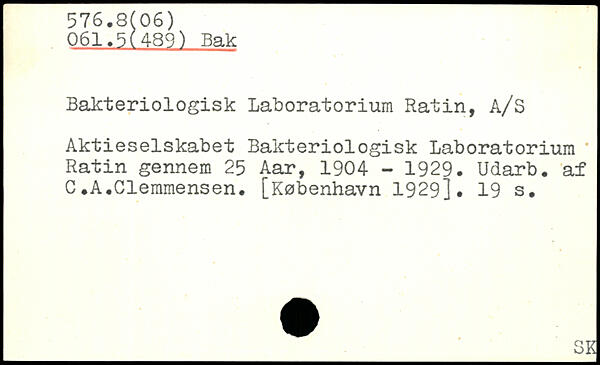 576.8(06)
061.5(489) Bak
Bakteriologisk Laboratorium Ratin, A/S
Aktieselskabet Bakteriologisk Laboratorium
Ratin gennem 25 Aar, 1904 - 1929. Udarb. af
C.A.Clemmensen. [København 1929]. 19 s.
SK